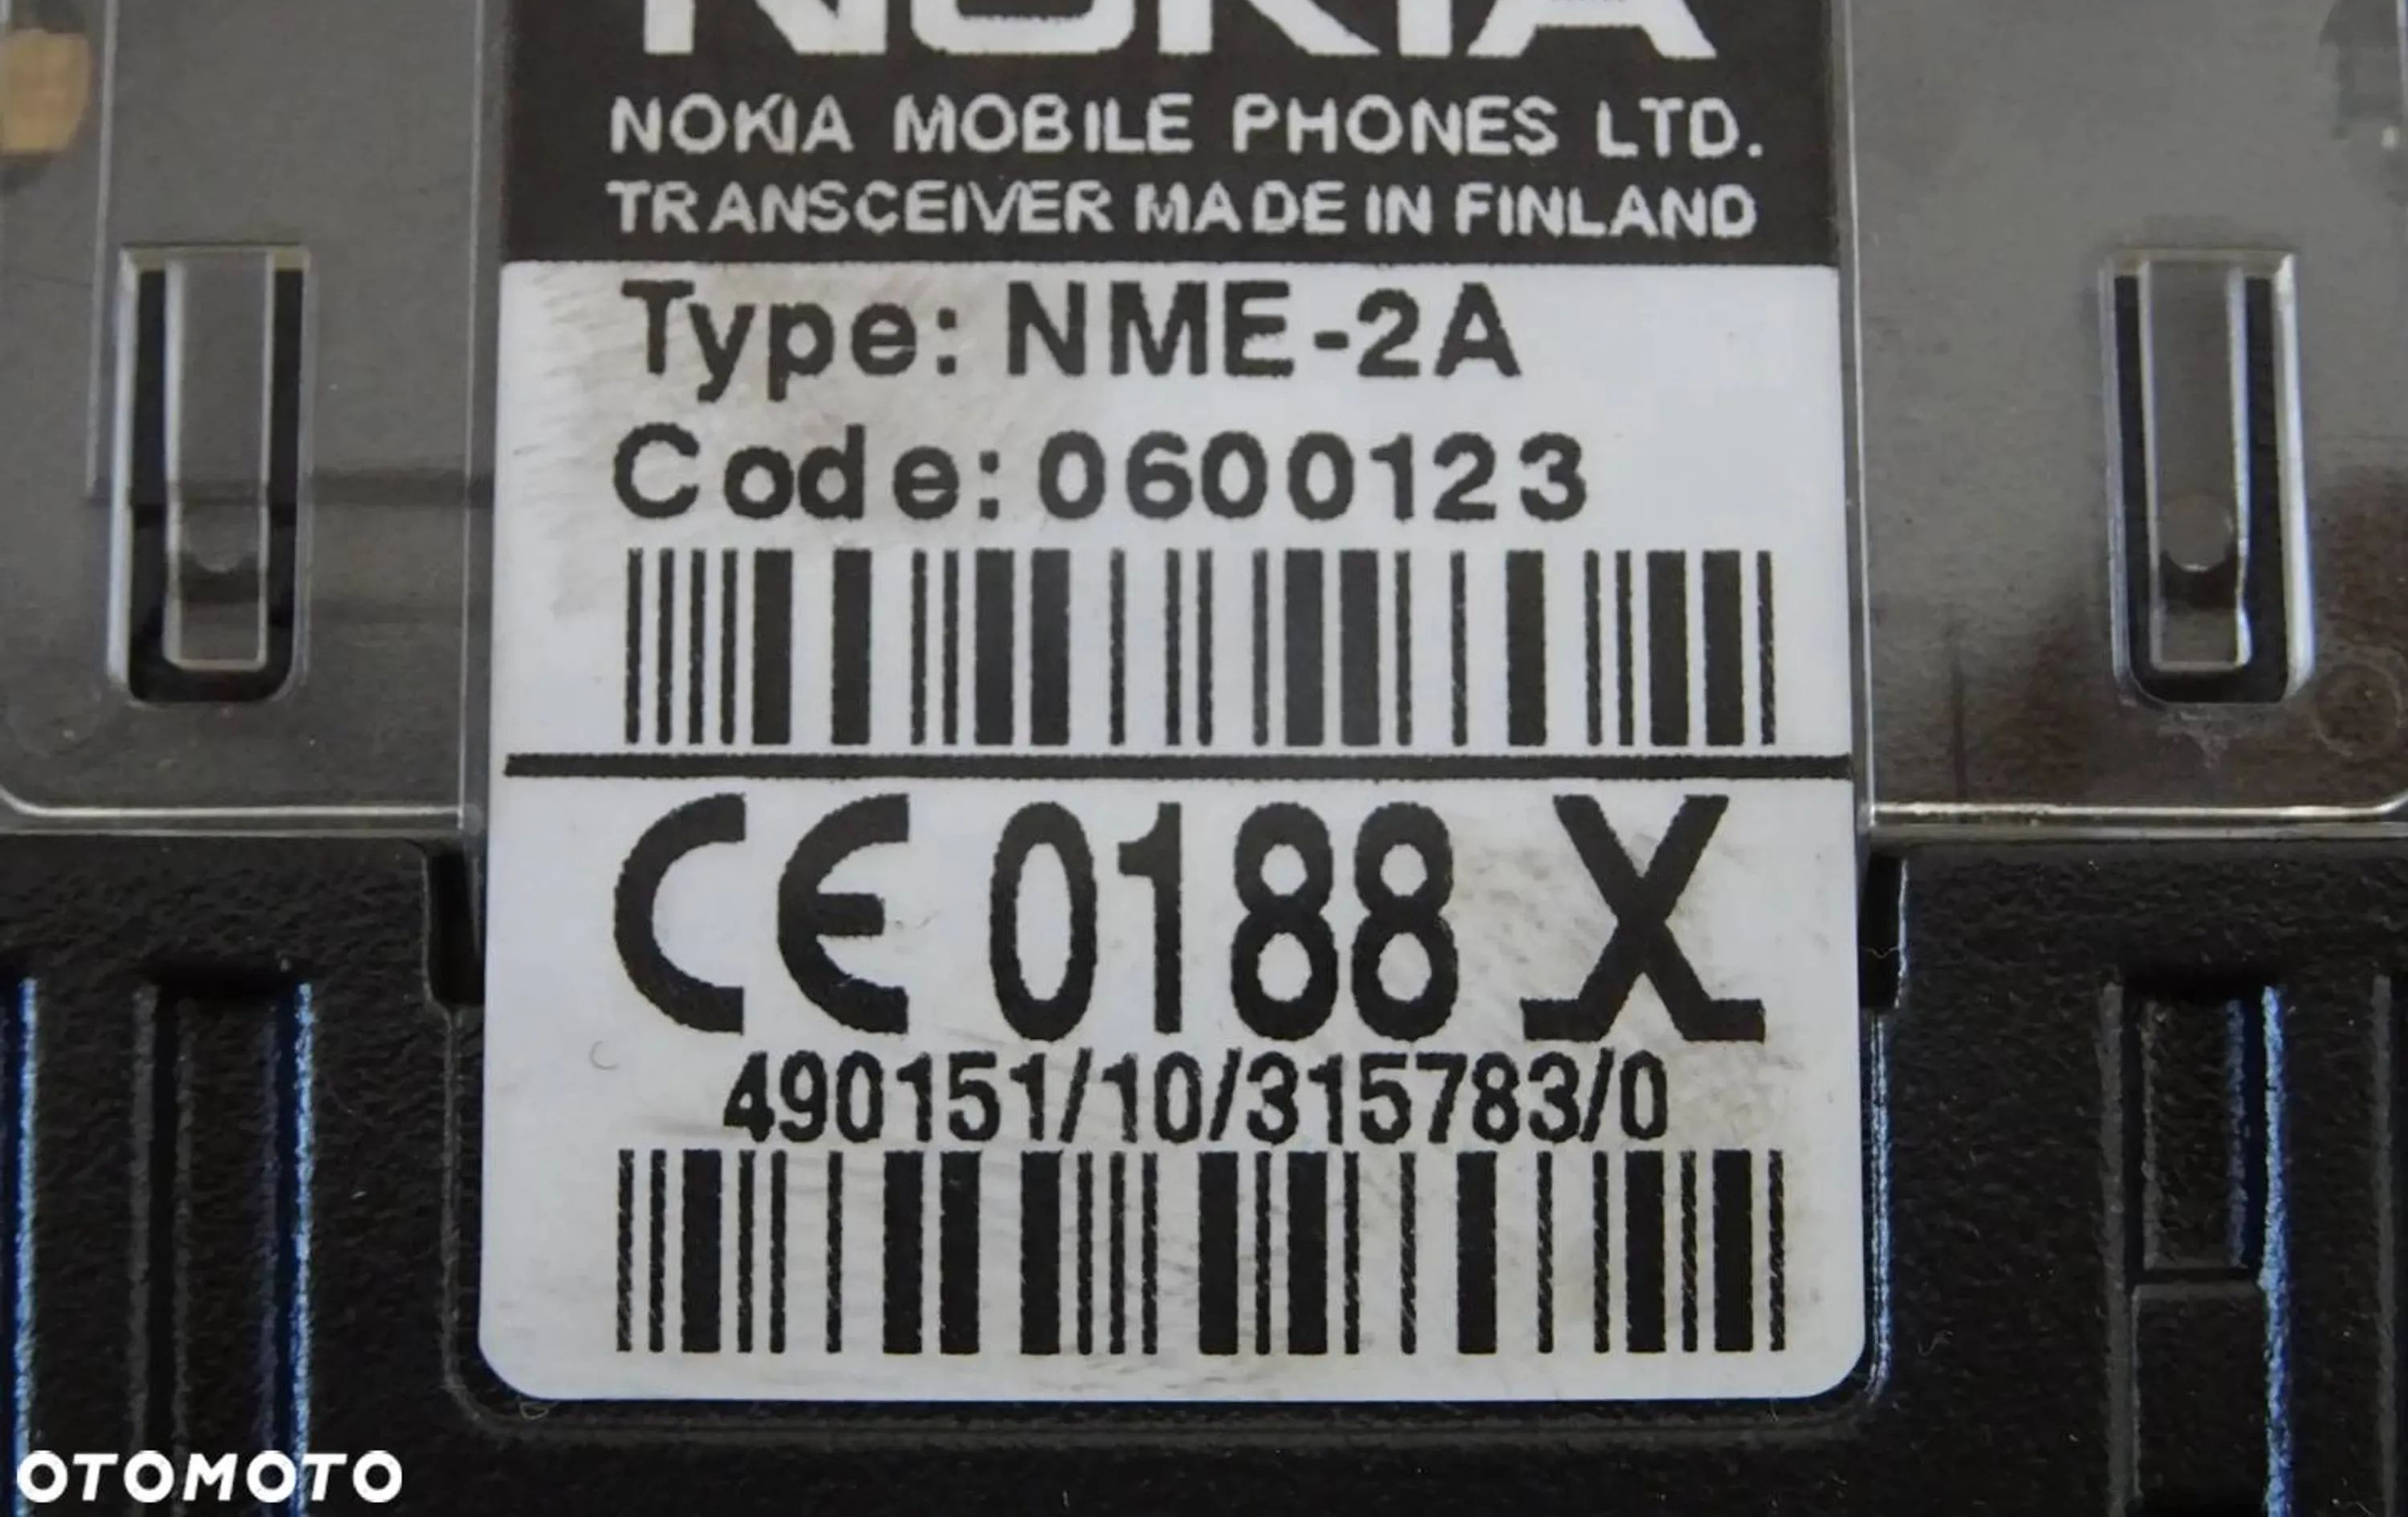 NOKIA
NOKIA MOBILE PHONES LTD.
TRANSCEIVER MADE IN FINLAND
Type: NME-2A
Code: 0600123
CE 0188 X
490151/10/315783/0
OTOMOTO